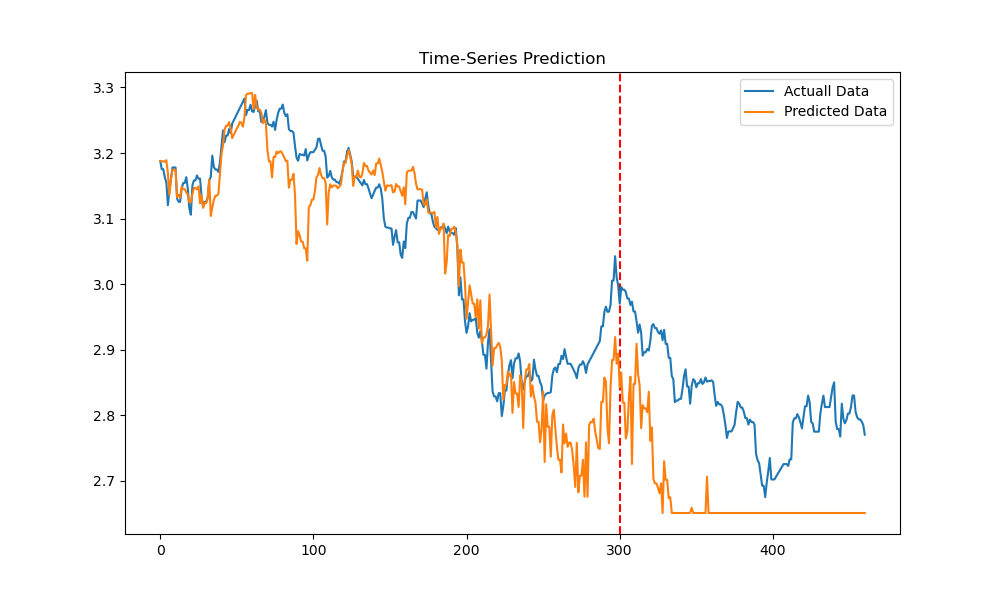 Time-Series Prediction
Actuall Data
Predicted Data
3.3
3.2
3.1
3.0
2.9
2.8
2.7
0 100 200 300 400